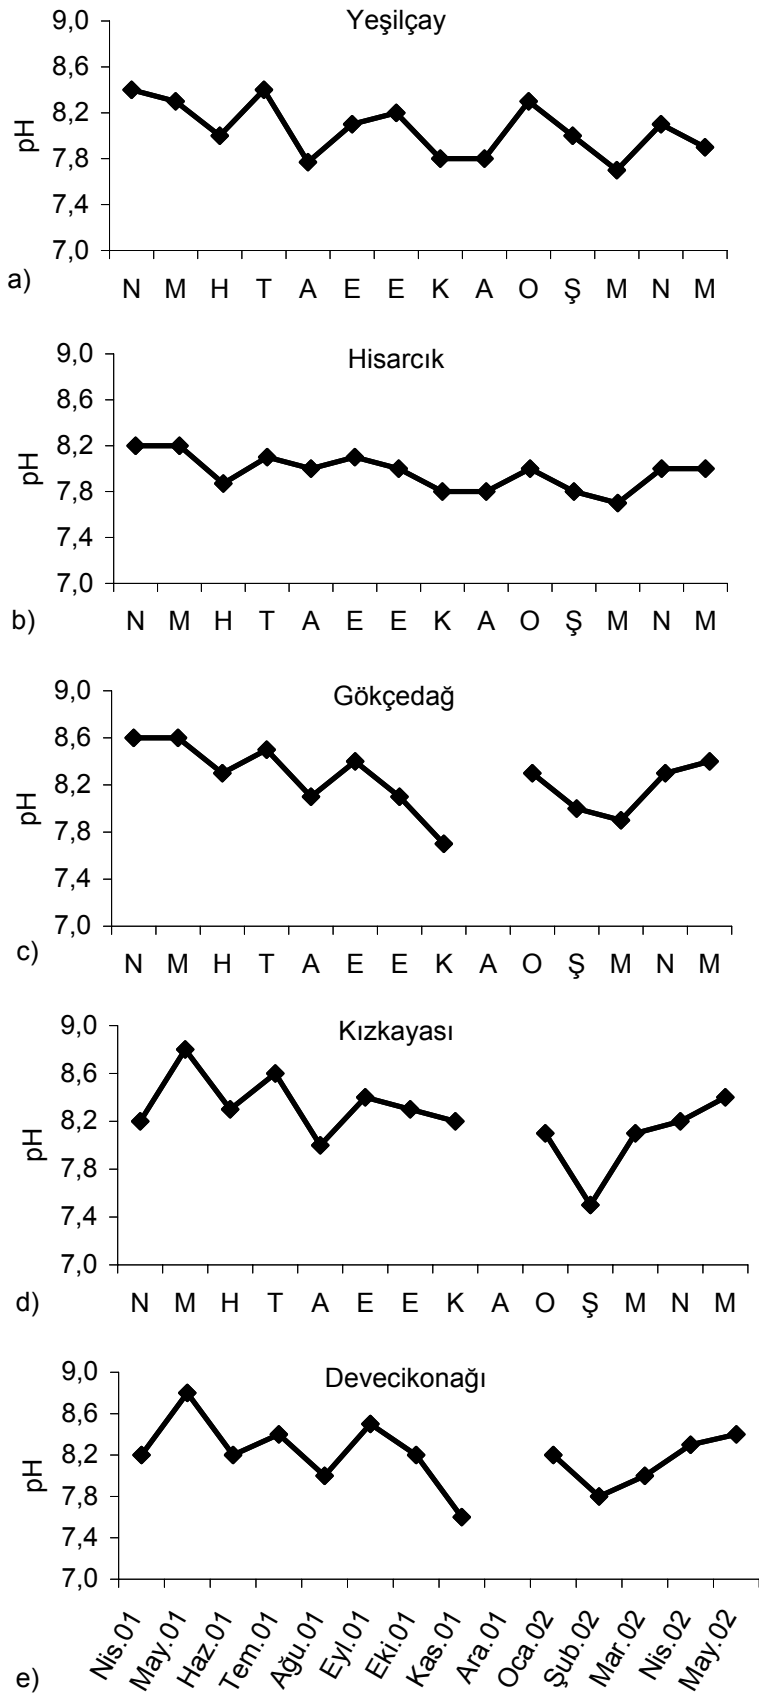 Yeşilçay
9,0
8,6
8,2
7,8
7,4
7,0
pH
a)
N M H T A E E K A O Ş M N M
Hisarcık
9,0
8,6
8,2
7,8
7,4
7,0
pH
b)
N M H T A E E K A O Ş M N M
Gökçedağ
9,0
8,6
8,2
7,8
7,4
7,0
pH
c)
N M H T A E E K A O Ş M N M
Kızkayası
9,0
8,6
8,2
7,8
7,4
7,0
pH
d)
N M H T A E E K A O Ş M N M
Devecikonağı
9,0
8,6
8,2
7,8
7,4
7,0
pH
e)
Nis.01 May.01 Haz.01 Tem.01 Ağu.01 Eyl.01 Eki.01 Kas.01 Ara.01 Oca.02 Şub.02 Mar.02 Nis.02 May.02